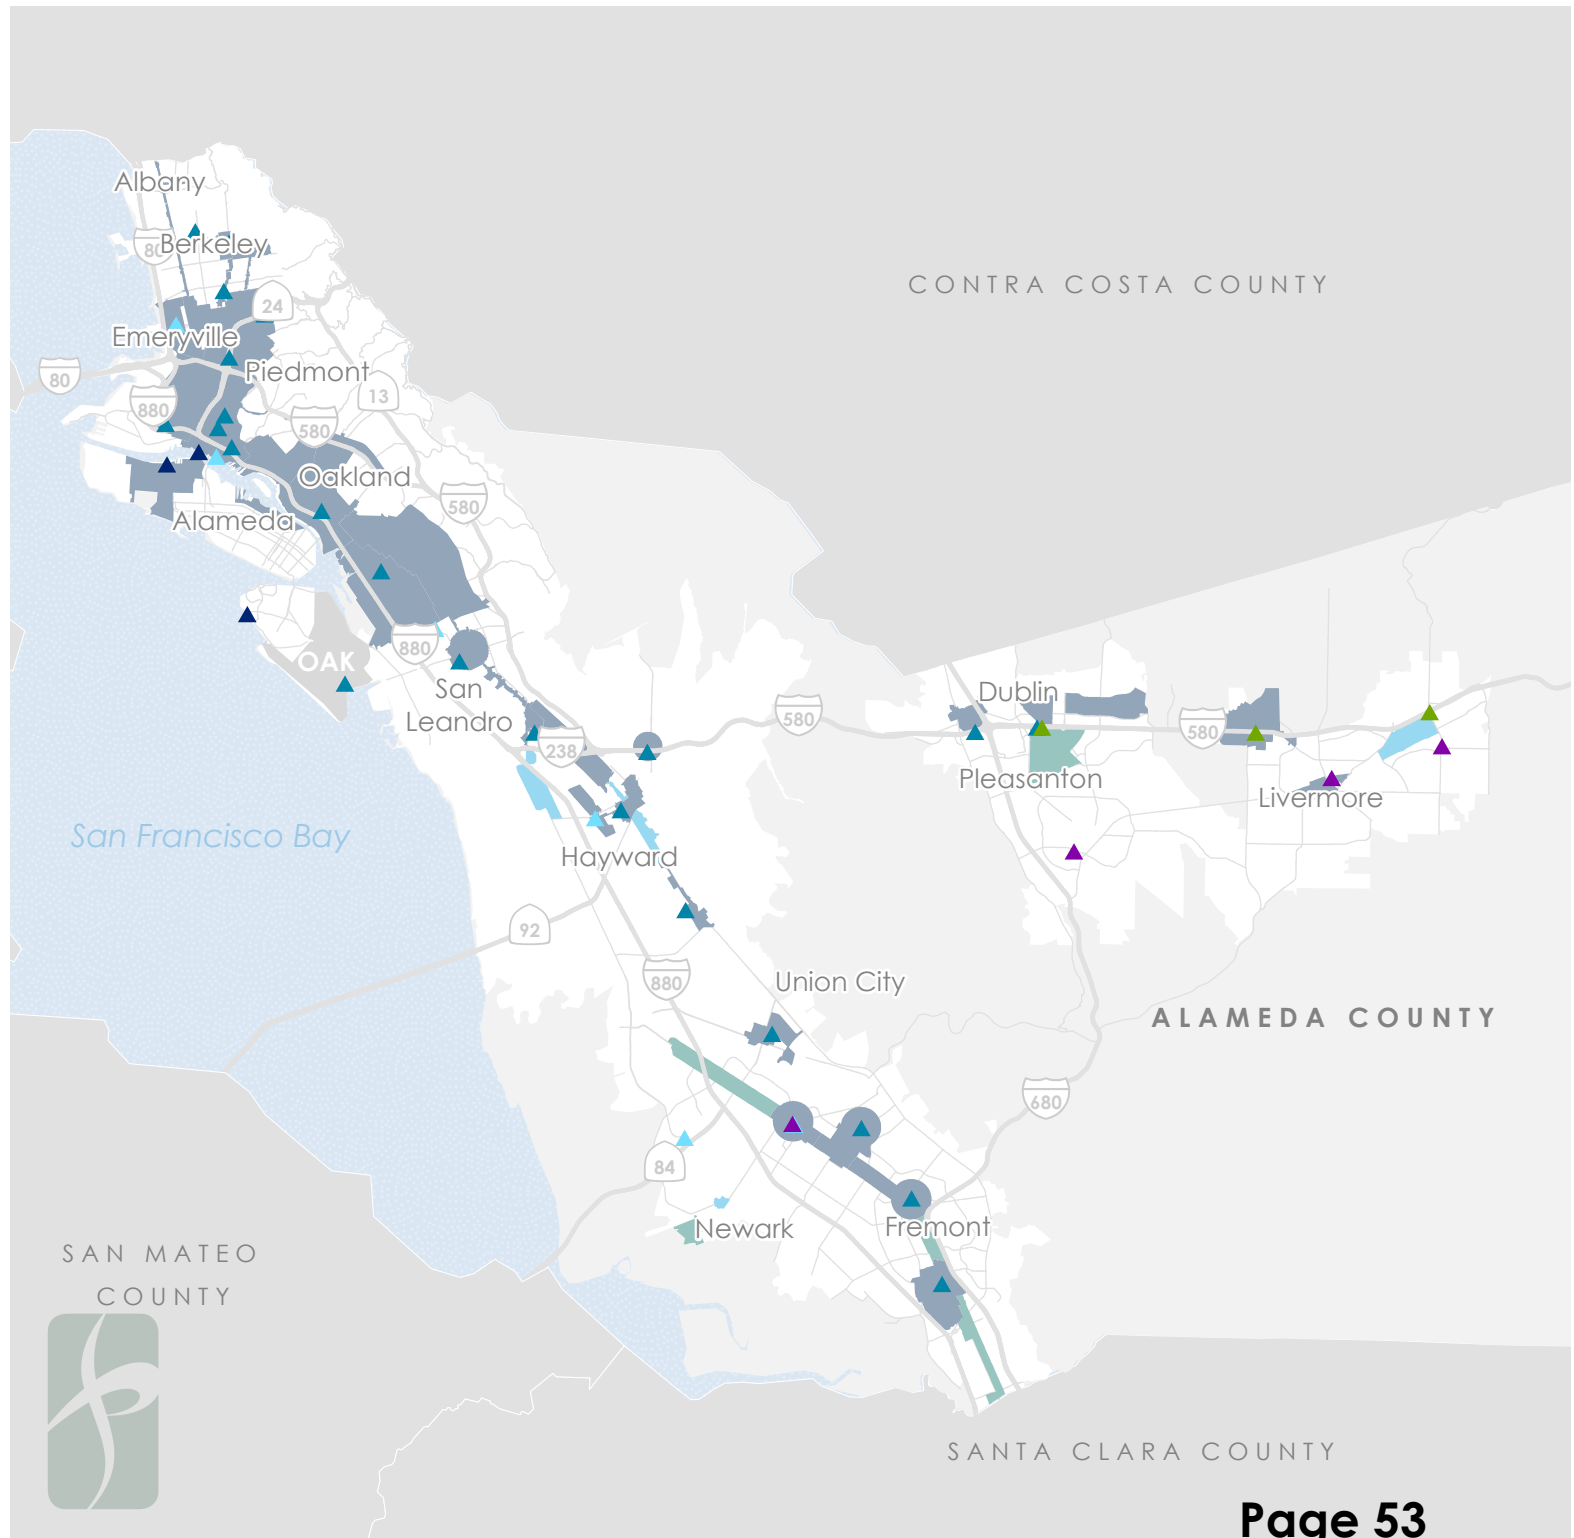 Albany
80
Berkeley
CONTRA COSTA COUNTY
24
Emeryville
80
Piedmont
13
880
580
Oakland
580
Alameda
880
OAK
San
Leandro
Dublin
580
580
238
Pleasanton
Livermore
San Francisco Bay
Hayward
92
880
Union City
ALAMEDA COUNTY
680
84
Newark
Fremont
SAN MATEO
COUNTY
SANTA CLARA COUNTY
Page 53